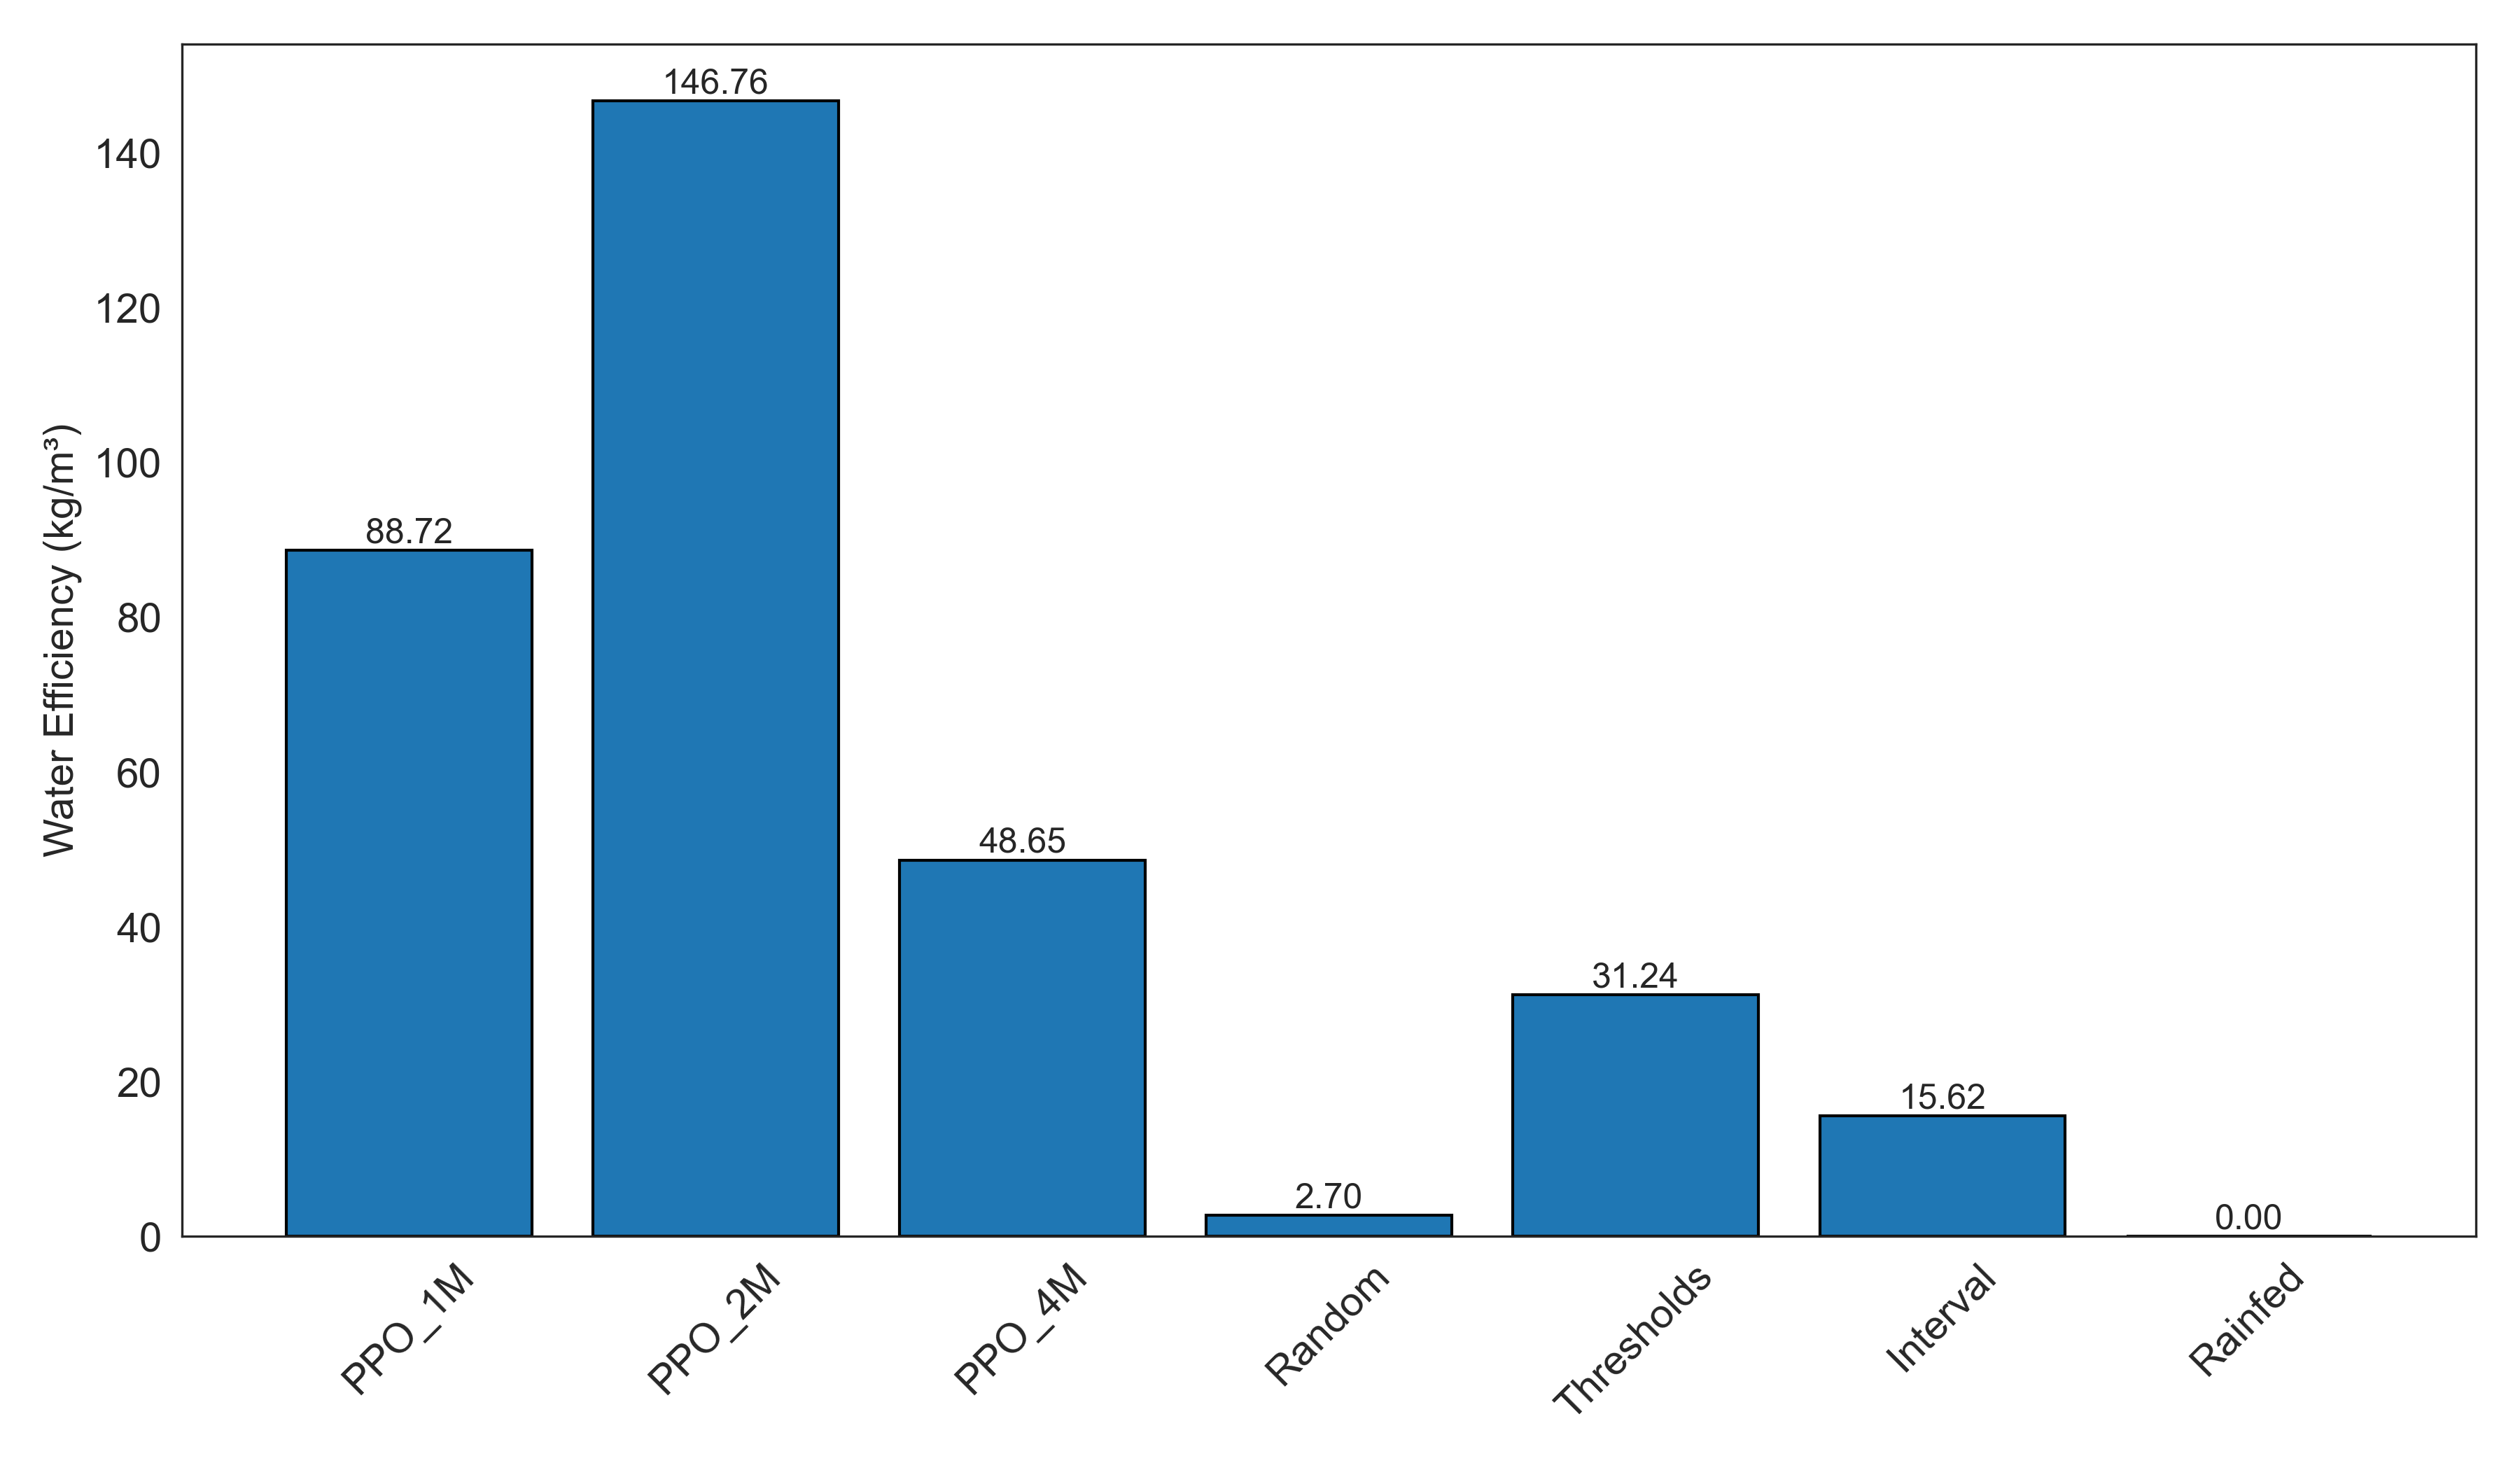 Water Efficiency (kg/m³)
140
120
100
80
60
40
20
0
88.72
146.76
48.65
2.70
31.24
15.62
0.00
PPO_1M
PPO_2M
PPO_4M
Random
Thresholds
Interval
Rainfed